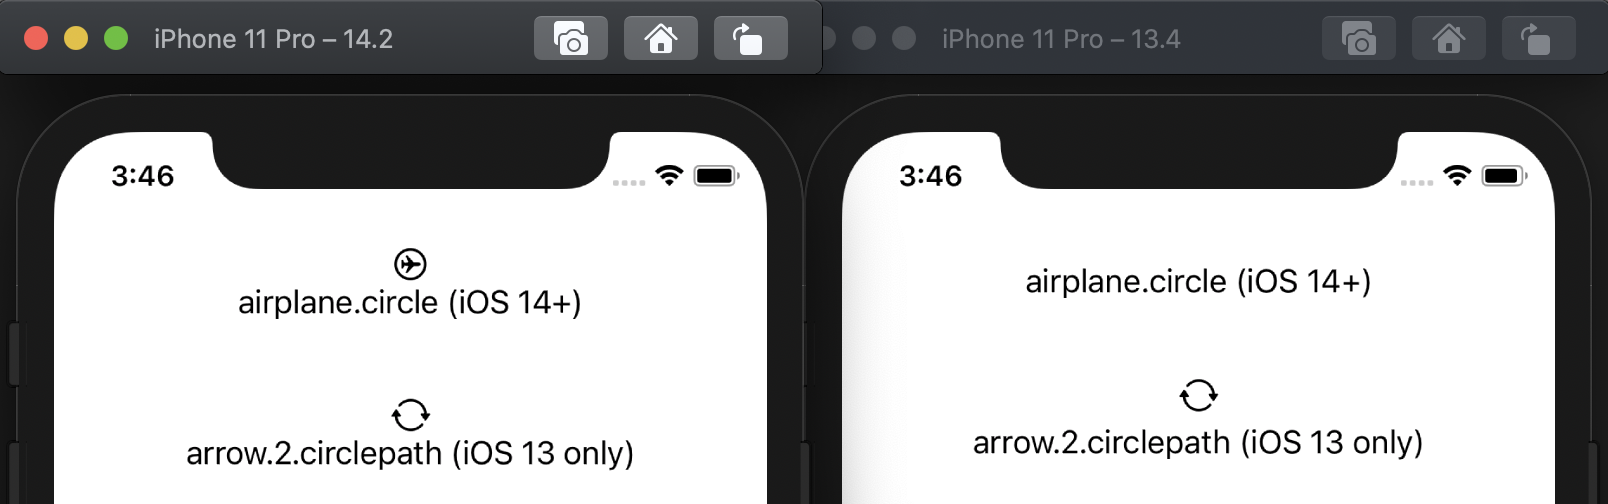 iPhone 11 Pro – 14.2
3:46
airplane.circle (iOS 14+)
arrow.2.circlepath (iOS 13 only)
iPhone 11 Pro – 13.4
3:46
airplane.circle (iOS 14+)
arrow.2.circlepath (iOS 13 only)